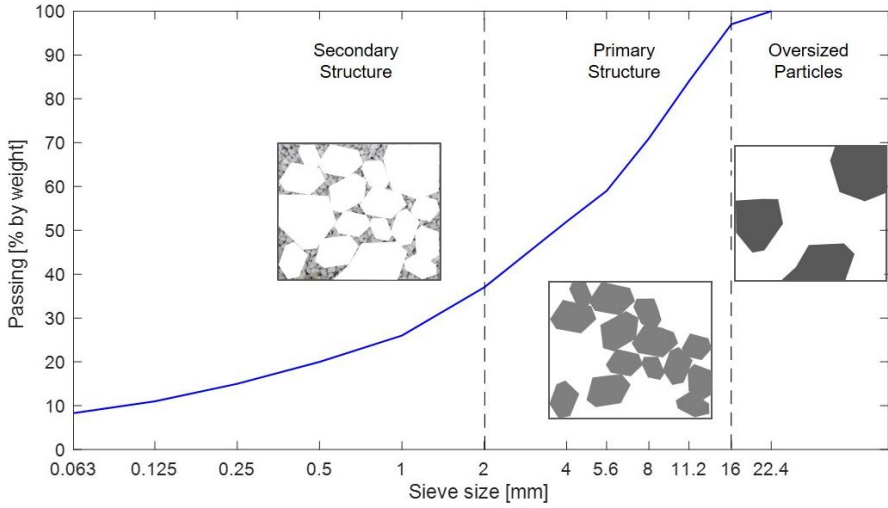 Secondary
Structure
Primary
Structure
Oversized
Particles
100
90
80
70
60
50
40
30
20
10
0
Passing [% by weight]
0.063 0.125 0.25 0.5 1 2 4 5.6 8 11.2 16 22.4
Sieve size [mm]